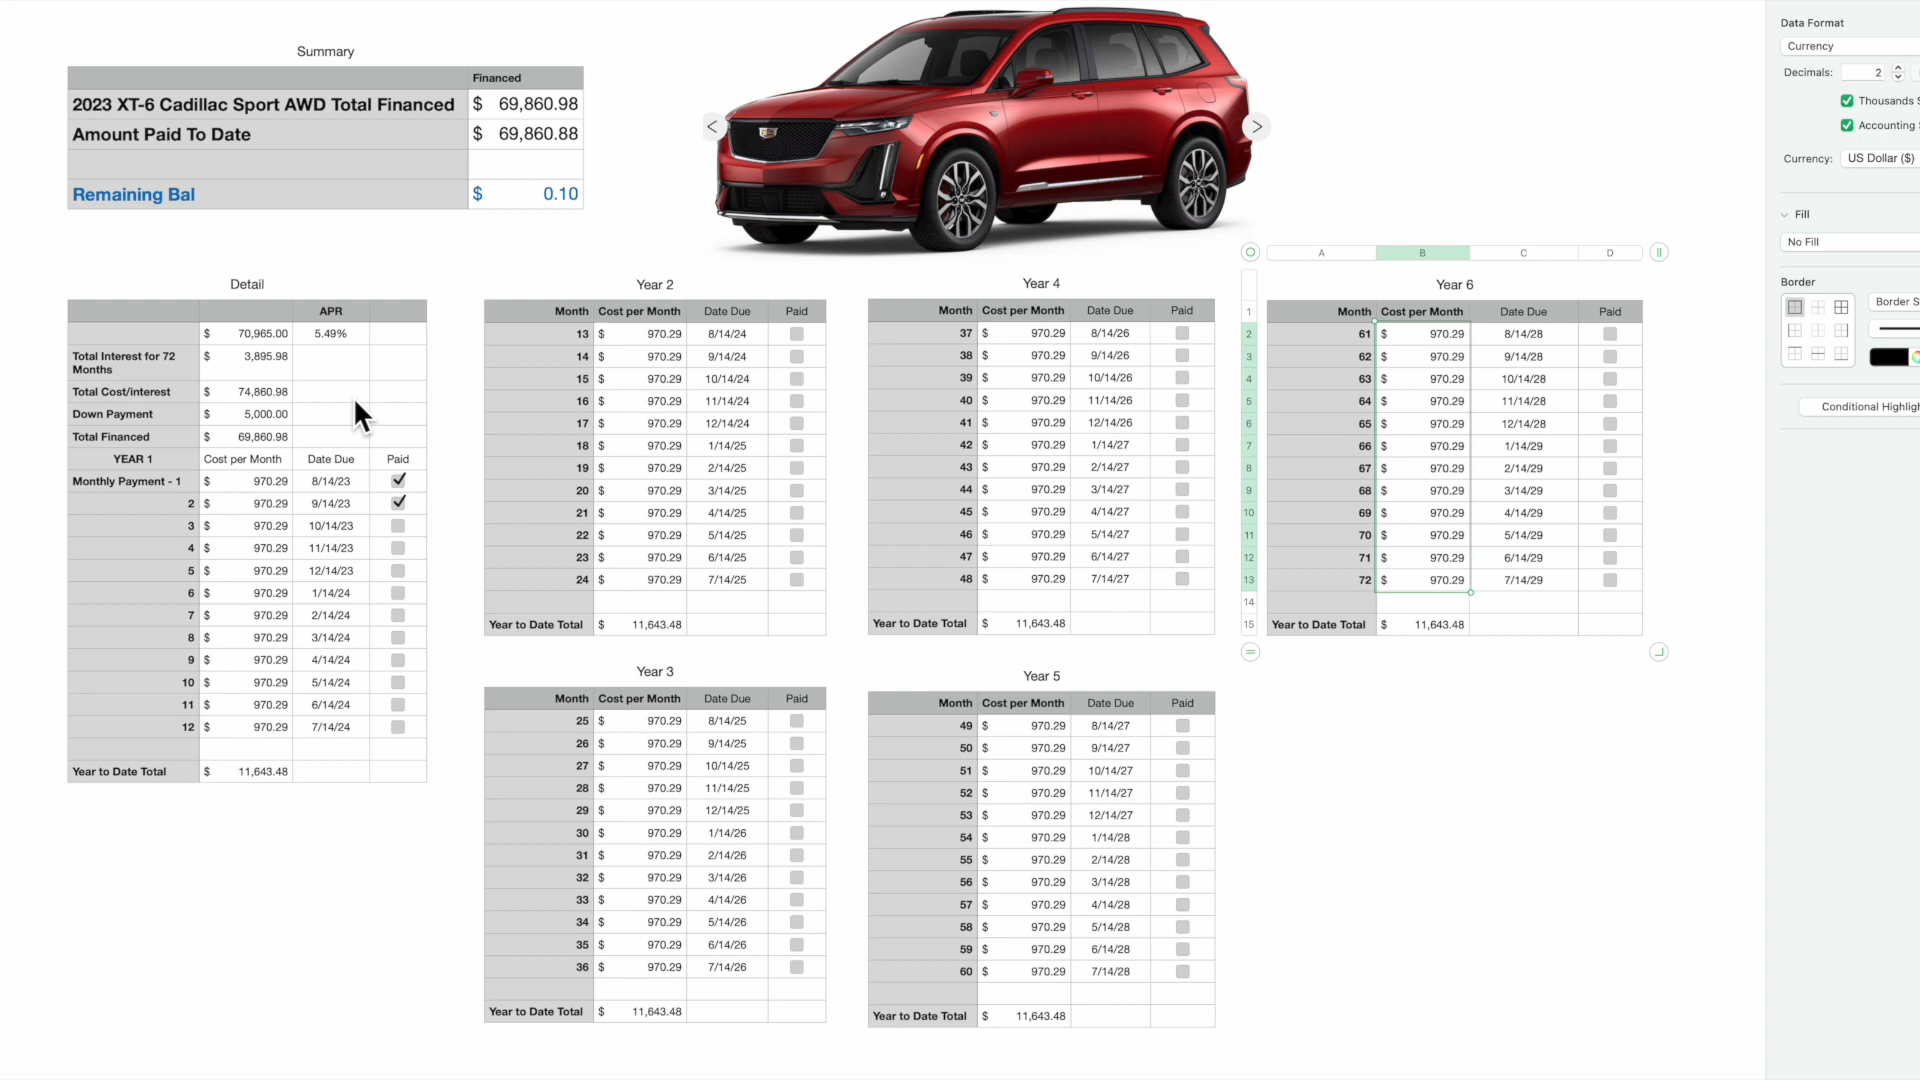 Summary
Financed
2023 XT-6 Cadillac Sport AWD Total Financed $ 69,860.98
Amount Paid To Date $ 69,860.88
Remaining Bal $ 0.10
< >
Detail
APR
$ 70,965.00 5.49%
Total Interest for 72 Months $ 3,895.98
Total Cost/interest $ 74,860.98
Down Payment $ 5,000.00
Total Financed $ 69,860.98
YEAR 1 Cost per Month Date Due Paid
Monthly Payment - 1 $ 970.29 8/14/23
2 $ 970.29 9/14/23
3 $ 970.29 10/14/23
4 $ 970.29 11/14/23
5 $ 970.29 12/14/23
6 $ 970.29 1/14/24
7 $ 970.29 2/14/24
8 $ 970.29 3/14/24
9 $ 970.29 4/14/24
10 $ 970.29 5/14/24
11 $ 970.29 6/14/24
12 $ 970.29 7/14/24
Year to Date Total $ 11,643.48
Year 2
Month Cost per Month Date Due Paid
13 $ 970.29 8/14/24
14 $ 970.29 9/14/24
15 $ 970.29 10/14/24
16 $ 970.29 11/14/24
17 $ 970.29 12/14/24
18 $ 970.29 1/14/25
19 $ 970.29 2/14/25
20 $ 970.29 3/14/25
21 $ 970.29 4/14/25
22 $ 970.29 5/14/25
23 $ 970.29 6/14/25
24 $ 970.29 7/14/25
Year to Date Total $ 11,643.48
Year 3
Month Cost per Month Date Due Paid
25 $ 970.29 8/14/25
26 $ 970.29 9/14/25
27 $ 970.29 10/14/25
28 $ 970.29 11/14/25
29 $ 970.29 12/14/25
30 $ 970.29 1/14/26
31 $ 970.29 2/14/26
32 $ 970.29 3/14/26
33 $ 970.29 4/14/26
34 $ 970.29 5/14/26
35 $ 970.29 6/14/26
36 $ 970.29 7/14/26
Year to Date Total $ 11,643.48
Year 4
Month Cost per Month Date Due Paid
37 $ 970.29 8/14/26
38 $ 970.29 9/14/26
39 $ 970.29 10/14/26
40 $ 970.29 11/14/26
41 $ 970.29 12/14/26
42 $ 970.29 1/14/27
43 $ 970.29 2/14/27
44 $ 970.29 3/14/27
45 $ 970.29 4/14/27
46 $ 970.29 5/14/27
47 $ 970.29 6/14/27
48 $ 970.29 7/14/27
Year to Date Total $ 11,643.48
Year 5
Month Cost per Month Date Due Paid
49 $ 970.29 8/14/27
50 $ 970.29 9/14/27
51 $ 970.29 10/14/27
52 $ 970.29 11/14/27
53 $ 970.29 12/14/27
54 $ 970.29 1/14/28
55 $ 970.29 2/14/28
56 $ 970.29 3/14/28
57 $ 970.29 4/14/28
58 $ 970.29 5/14/28
59 $ 970.29 6/14/28
60 $ 970.29 7/14/28
Year to Date Total $ 11,643.48
A B C D
Year 6
1 Month Cost per Month Date Due Paid
2 61 $ 970.29 8/14/28
3 62 $ 970.29 9/14/28
4 63 $ 970.29 10/14/28
5 64 $ 970.29 11/14/28
6 65 $ 970.29 12/14/28
7 66 $ 970.29 1/14/29
8 67 $ 970.29 2/14/29
9 68 $ 970.29 3/14/29
10 69 $ 970.29 4/14/29
11 70 $ 970.29 5/14/29
12 71 $ 970.29 6/14/29
13 72 $ 970.29 7/14/29
14
15 Year to Date Total $ 11,643.48
Data Format
Currency
Decimals: 2
Thousands S
Accounting S
Currency: US Dollar ($)
Fill
No Fill
Border
Border S
Conditional Highligh